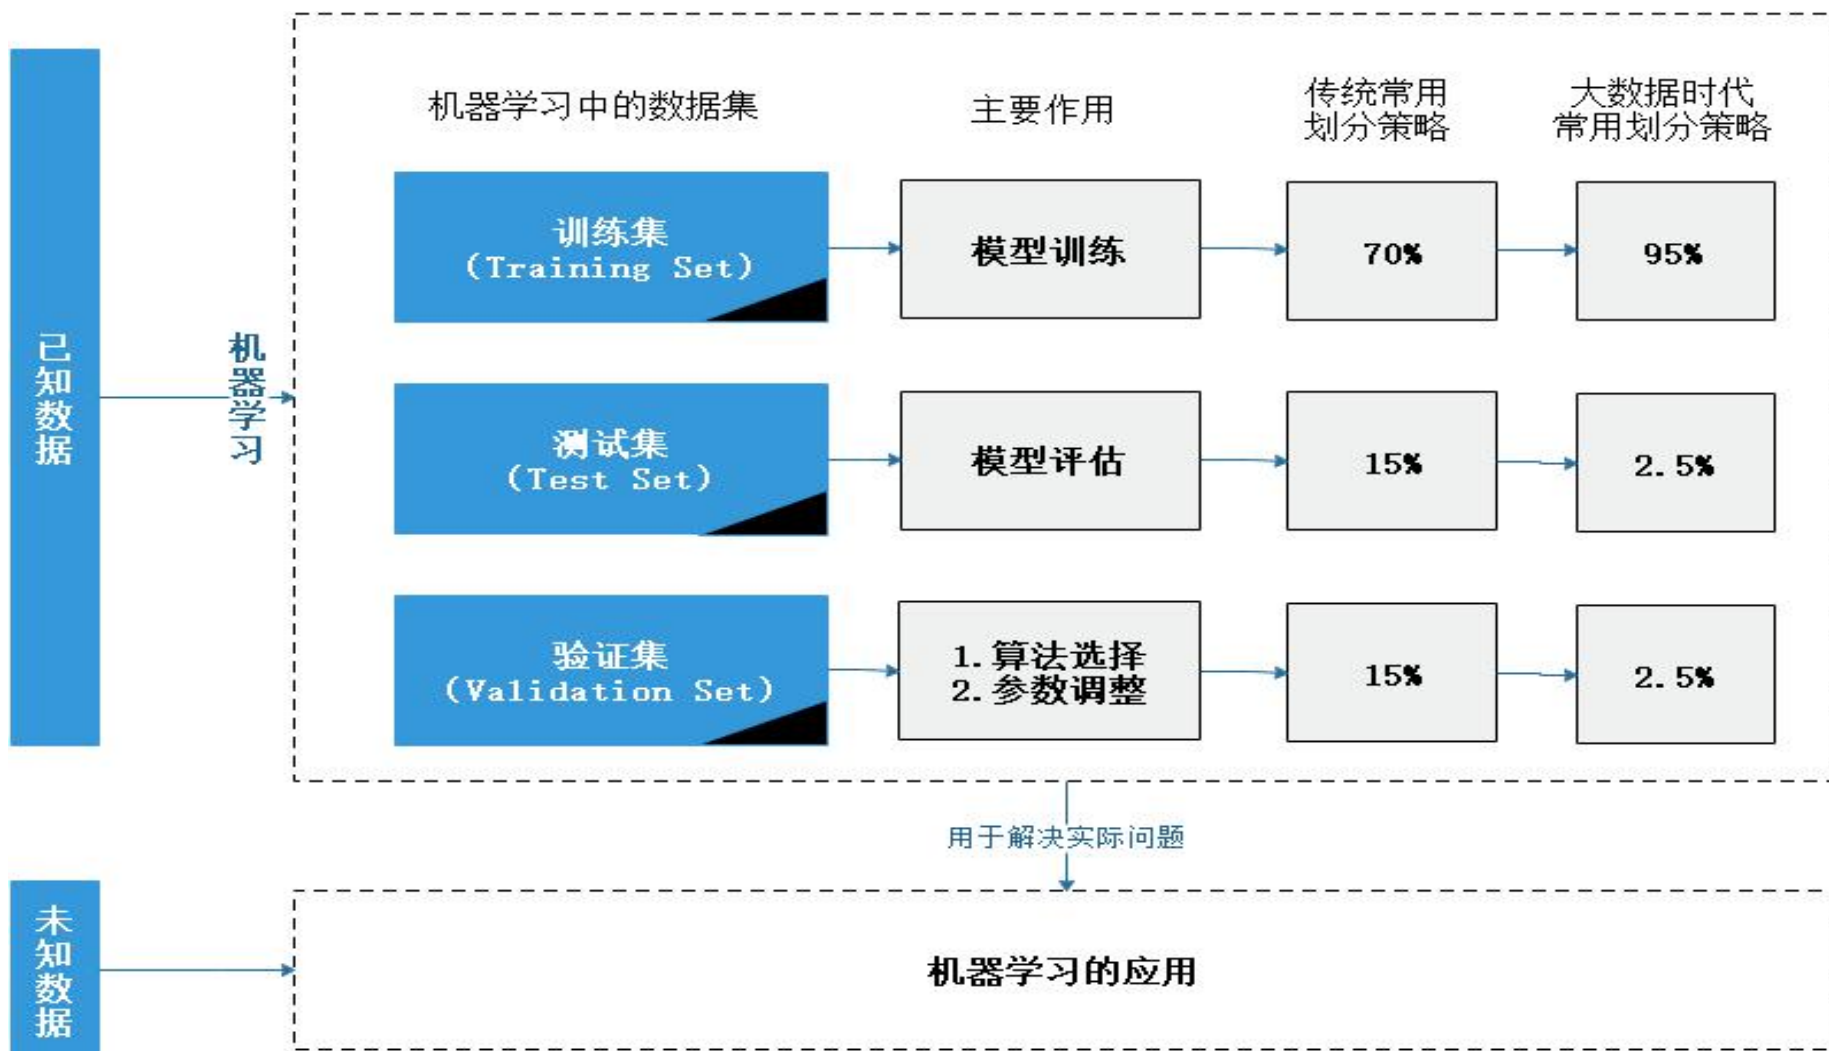 已知数据
机器学习
机器学习中的数据集
主要作用
传统常用
划分策略
大数据时代
常用划分策略
训练集
(Training Set)
模型训练
70%
95%
测试集
(Test Set)
模型评估
15%
2.5%
验证集
(Validation Set)
1.算法选择
2.参数调整
15%
2.5%
用于解决实际问题
未知数据
机器学习的应用